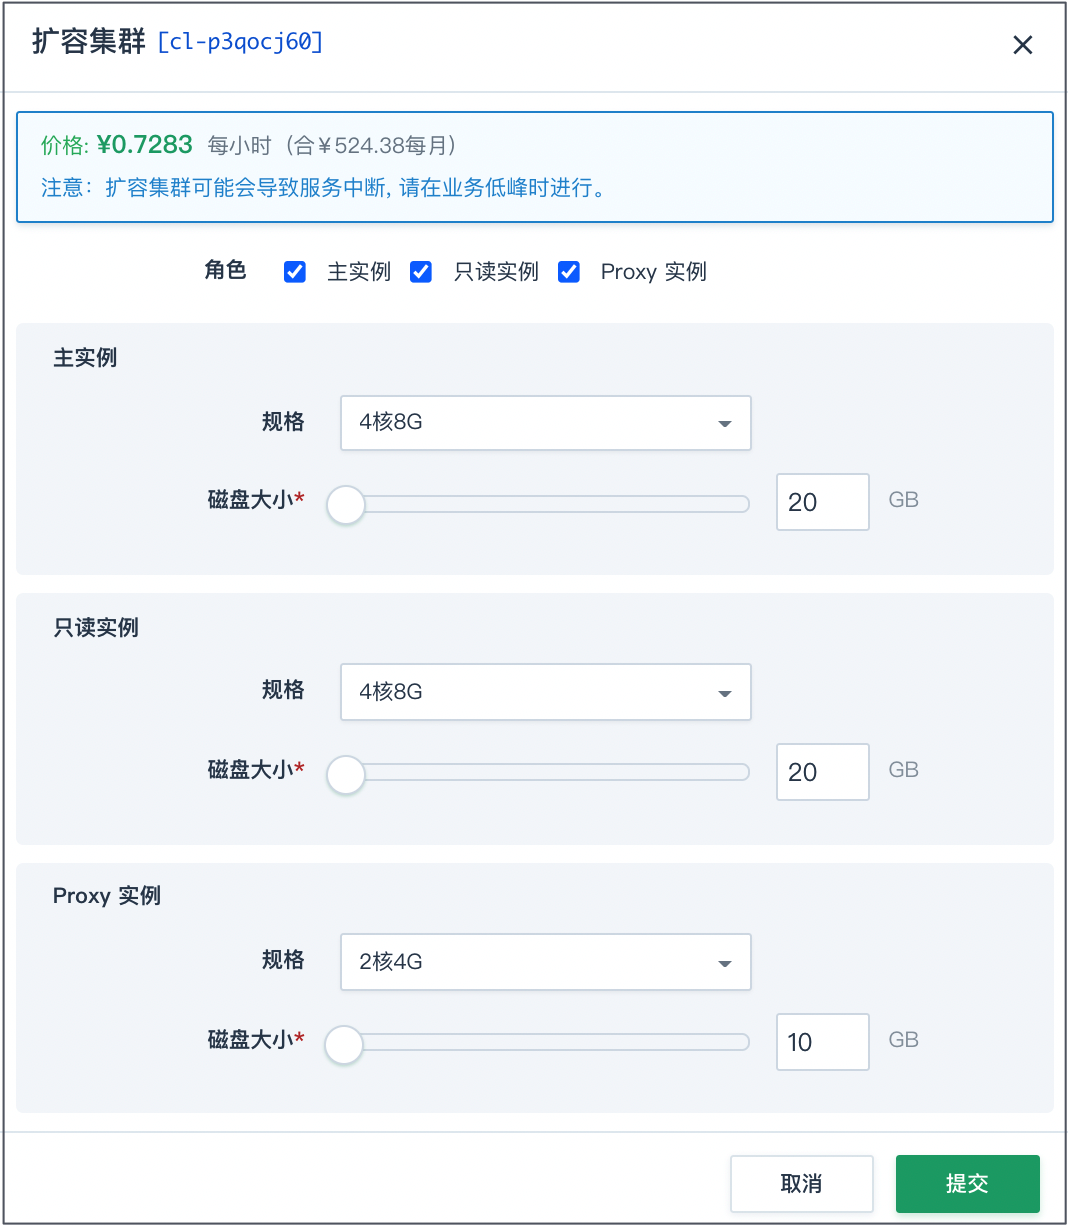 扩容集群 [cl-p3qocj60]
价格: ¥0.7283 每小时（合￥524.38每月）
注意：扩容集群可能会导致服务中断, 请在业务低峰时进行。
角色 主实例 只读实例 Proxy 实例
主实例
规格 4核8G
磁盘大小* 20 GB
只读实例
规格 4核8G
磁盘大小* 20 GB
Proxy 实例
规格 2核4G
磁盘大小* 10 GB
取消 提交